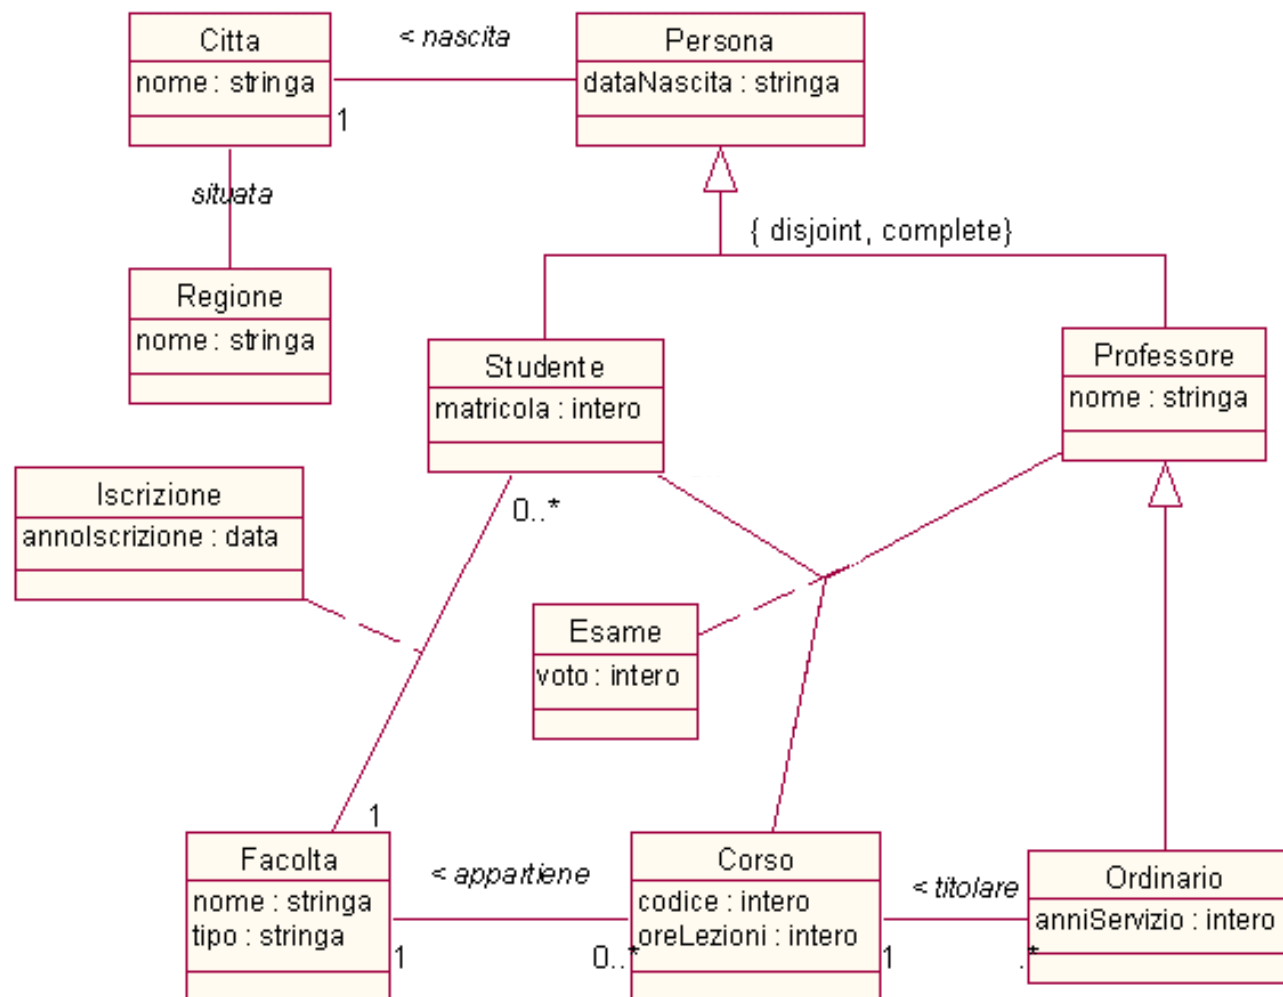 Citta
nome : stringa
< nascita
1
Persona
dataNascita : stringa
situata
{ disjoint, complete}
Regione
nome : stringa
Studente
matricola : intero
Professore
nome : stringa
Iscrizione
annoIscrizione : data
0..*
Esame
voto : intero
1
Facolta
nome : stringa
tipo : stringa
< appartiene
1
0..*
Corso
codice : intero
oreLezioni : intero
< titolare
1
.*
Ordinario
anniServizio : intero